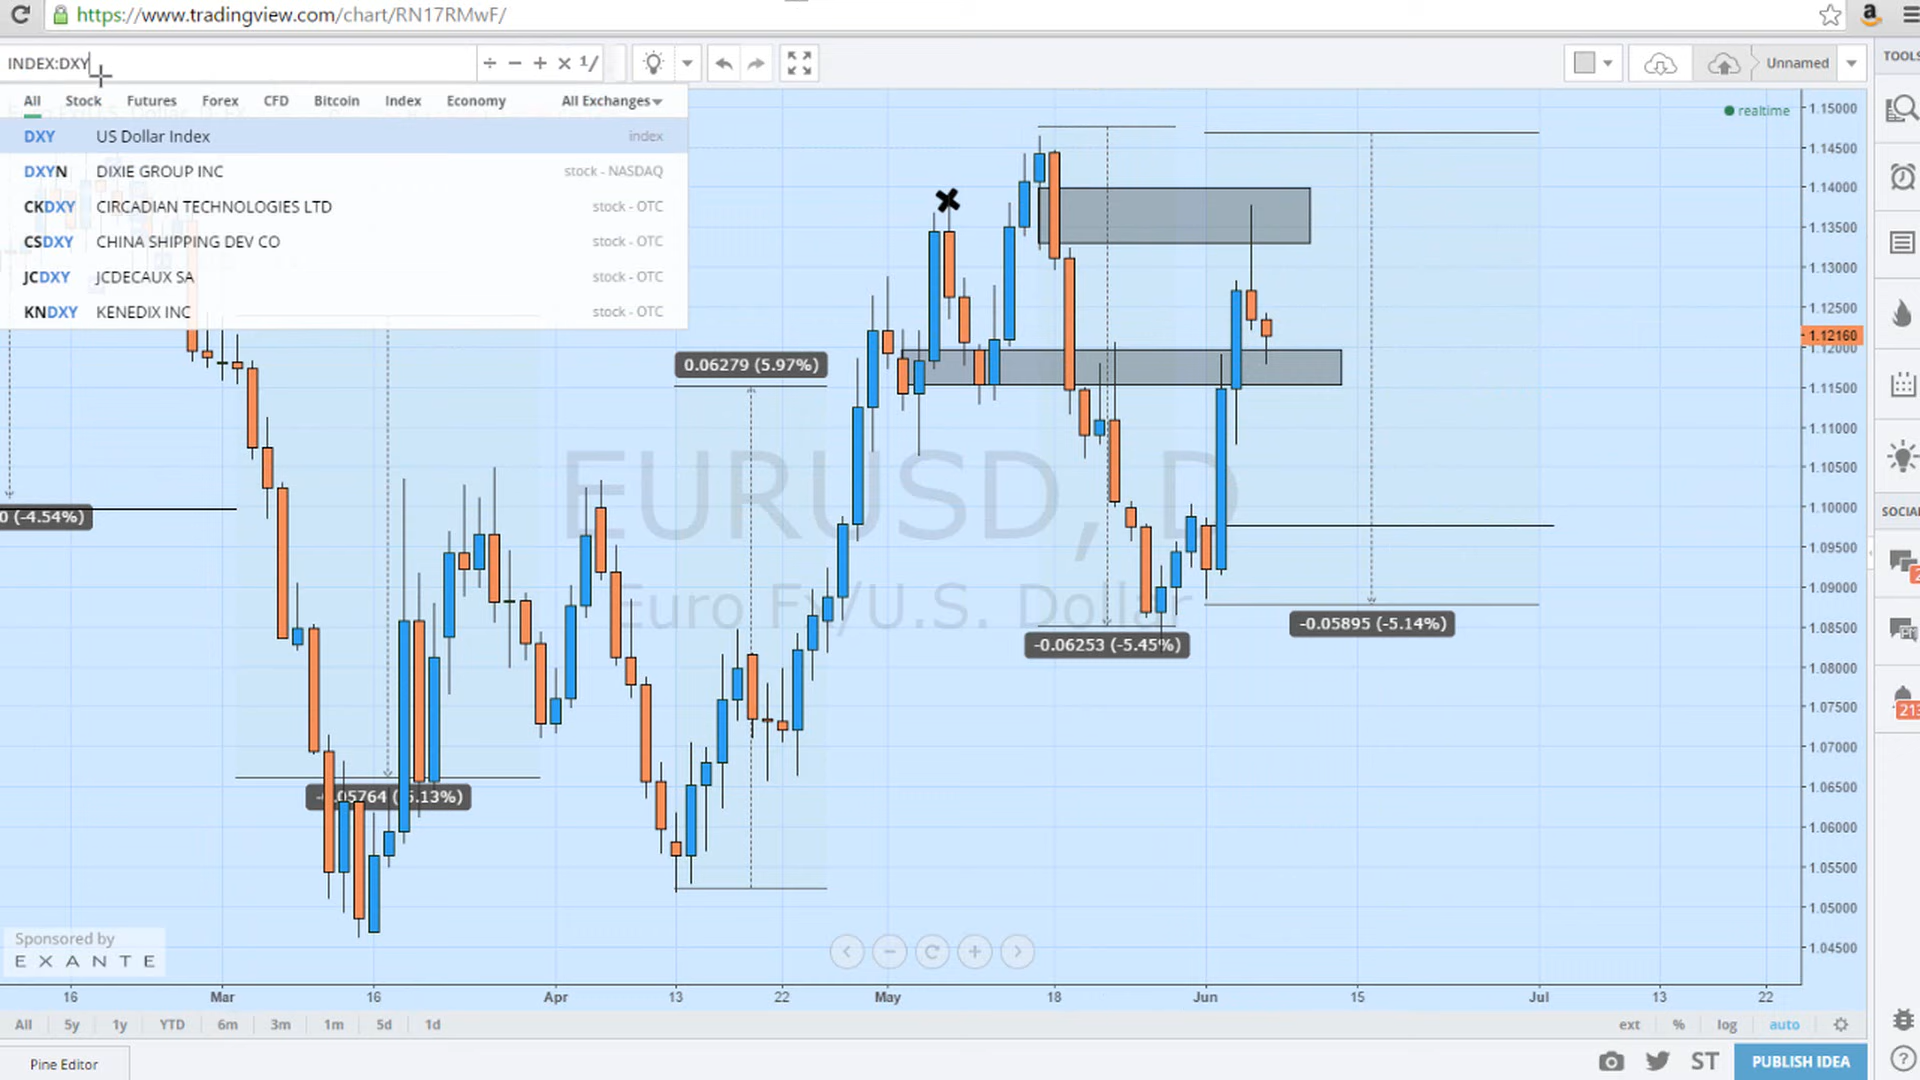 https://www.tradingview.com/chart/RN17RMwF/
INDEX:DXY
÷ − + × 1/
Unnamed
TOOLS
All Stock Futures Forex CFD Bitcoin Index Economy All Exchanges
DXY US Dollar Index index
DXYN DIXIE GROUP INC stock - NASDAQ
CKDXY CIRCADIAN TECHNOLOGIES LTD stock - OTC
CSDXY CHINA SHIPPING DEV CO stock - OTC
JCDXY JCDECAUX SA stock - OTC
KNDXY KENEDIX INC stock - OTC
realtime
1.15000
1.14500
1.14000
1.13500
1.13000
1.12500
1.12160
1.12000
1.11500
1.11000
1.10500
1.10000
1.09500
1.09000
1.08500
1.08000
1.07500
1.07000
1.06500
1.06000
1.05500
1.05000
1.04500
0.06279 (5.97%)
EURUSD, D
Euro Fx/U.S. Dollar
0 (-4.54%)
SOCIAL
-0.05895 (-5.14%)
-0.06253 (-5.45%)
213
Sponsored by
EXANTE
16 Mar 16 Apr 13 22 May 18 Jun 15 Jul 13 22
All 5y 1y YTD 6m 3m 1m 5d 1d ext % log auto
Pine Editor
ST PUBLISH IDEA